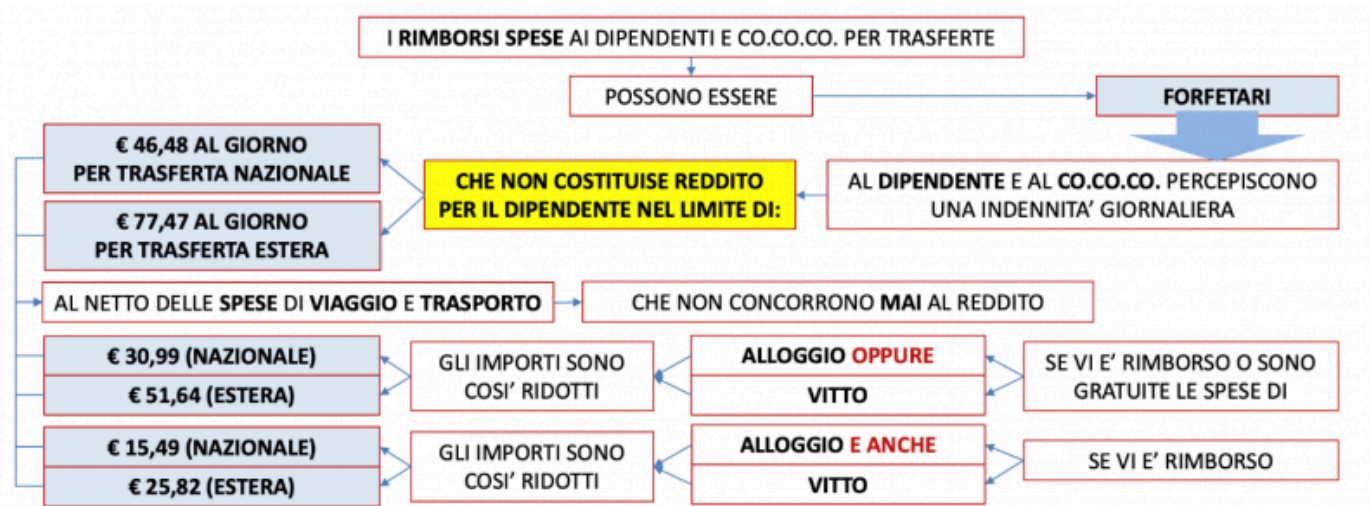 I RIMBORSI SPESE AI DIPENDENTI E CO.CO.CO. PER TRASFERTE
POSSONO ESSERE
FORFETARI
AL DIPENDENTE E AL CO.CO.CO. PERCEPISCONO
UNA INDENNITA’ GIORNALIERA
CHE NON COSTITUISE REDDITO
PER IL DIPENDENTE NEL LIMITE DI:
€ 46,48 AL GIORNO
PER TRASFERTA NAZIONALE
€ 77,47 AL GIORNO
PER TRASFERTA ESTERA
AL NETTO DELLE SPESE DI VIAGGIO E TRASPORTO
CHE NON CONCORRONO MAI AL REDDITO
SE VI E’ RIMBORSO O SONO
GRATUITE LE SPESE DI
ALLOGGIO OPPURE
VITTO
GLI IMPORTI SONO
COSI’ RIDOTTI
€ 30,99 (NAZIONALE)
€ 51,64 (ESTERA)
SE VI E’ RIMBORSO
ALLOGGIO E ANCHE
VITTO
GLI IMPORTI SONO
COSI’ RIDOTTI
€ 15,49 (NAZIONALE)
€ 25,82 (ESTERA)